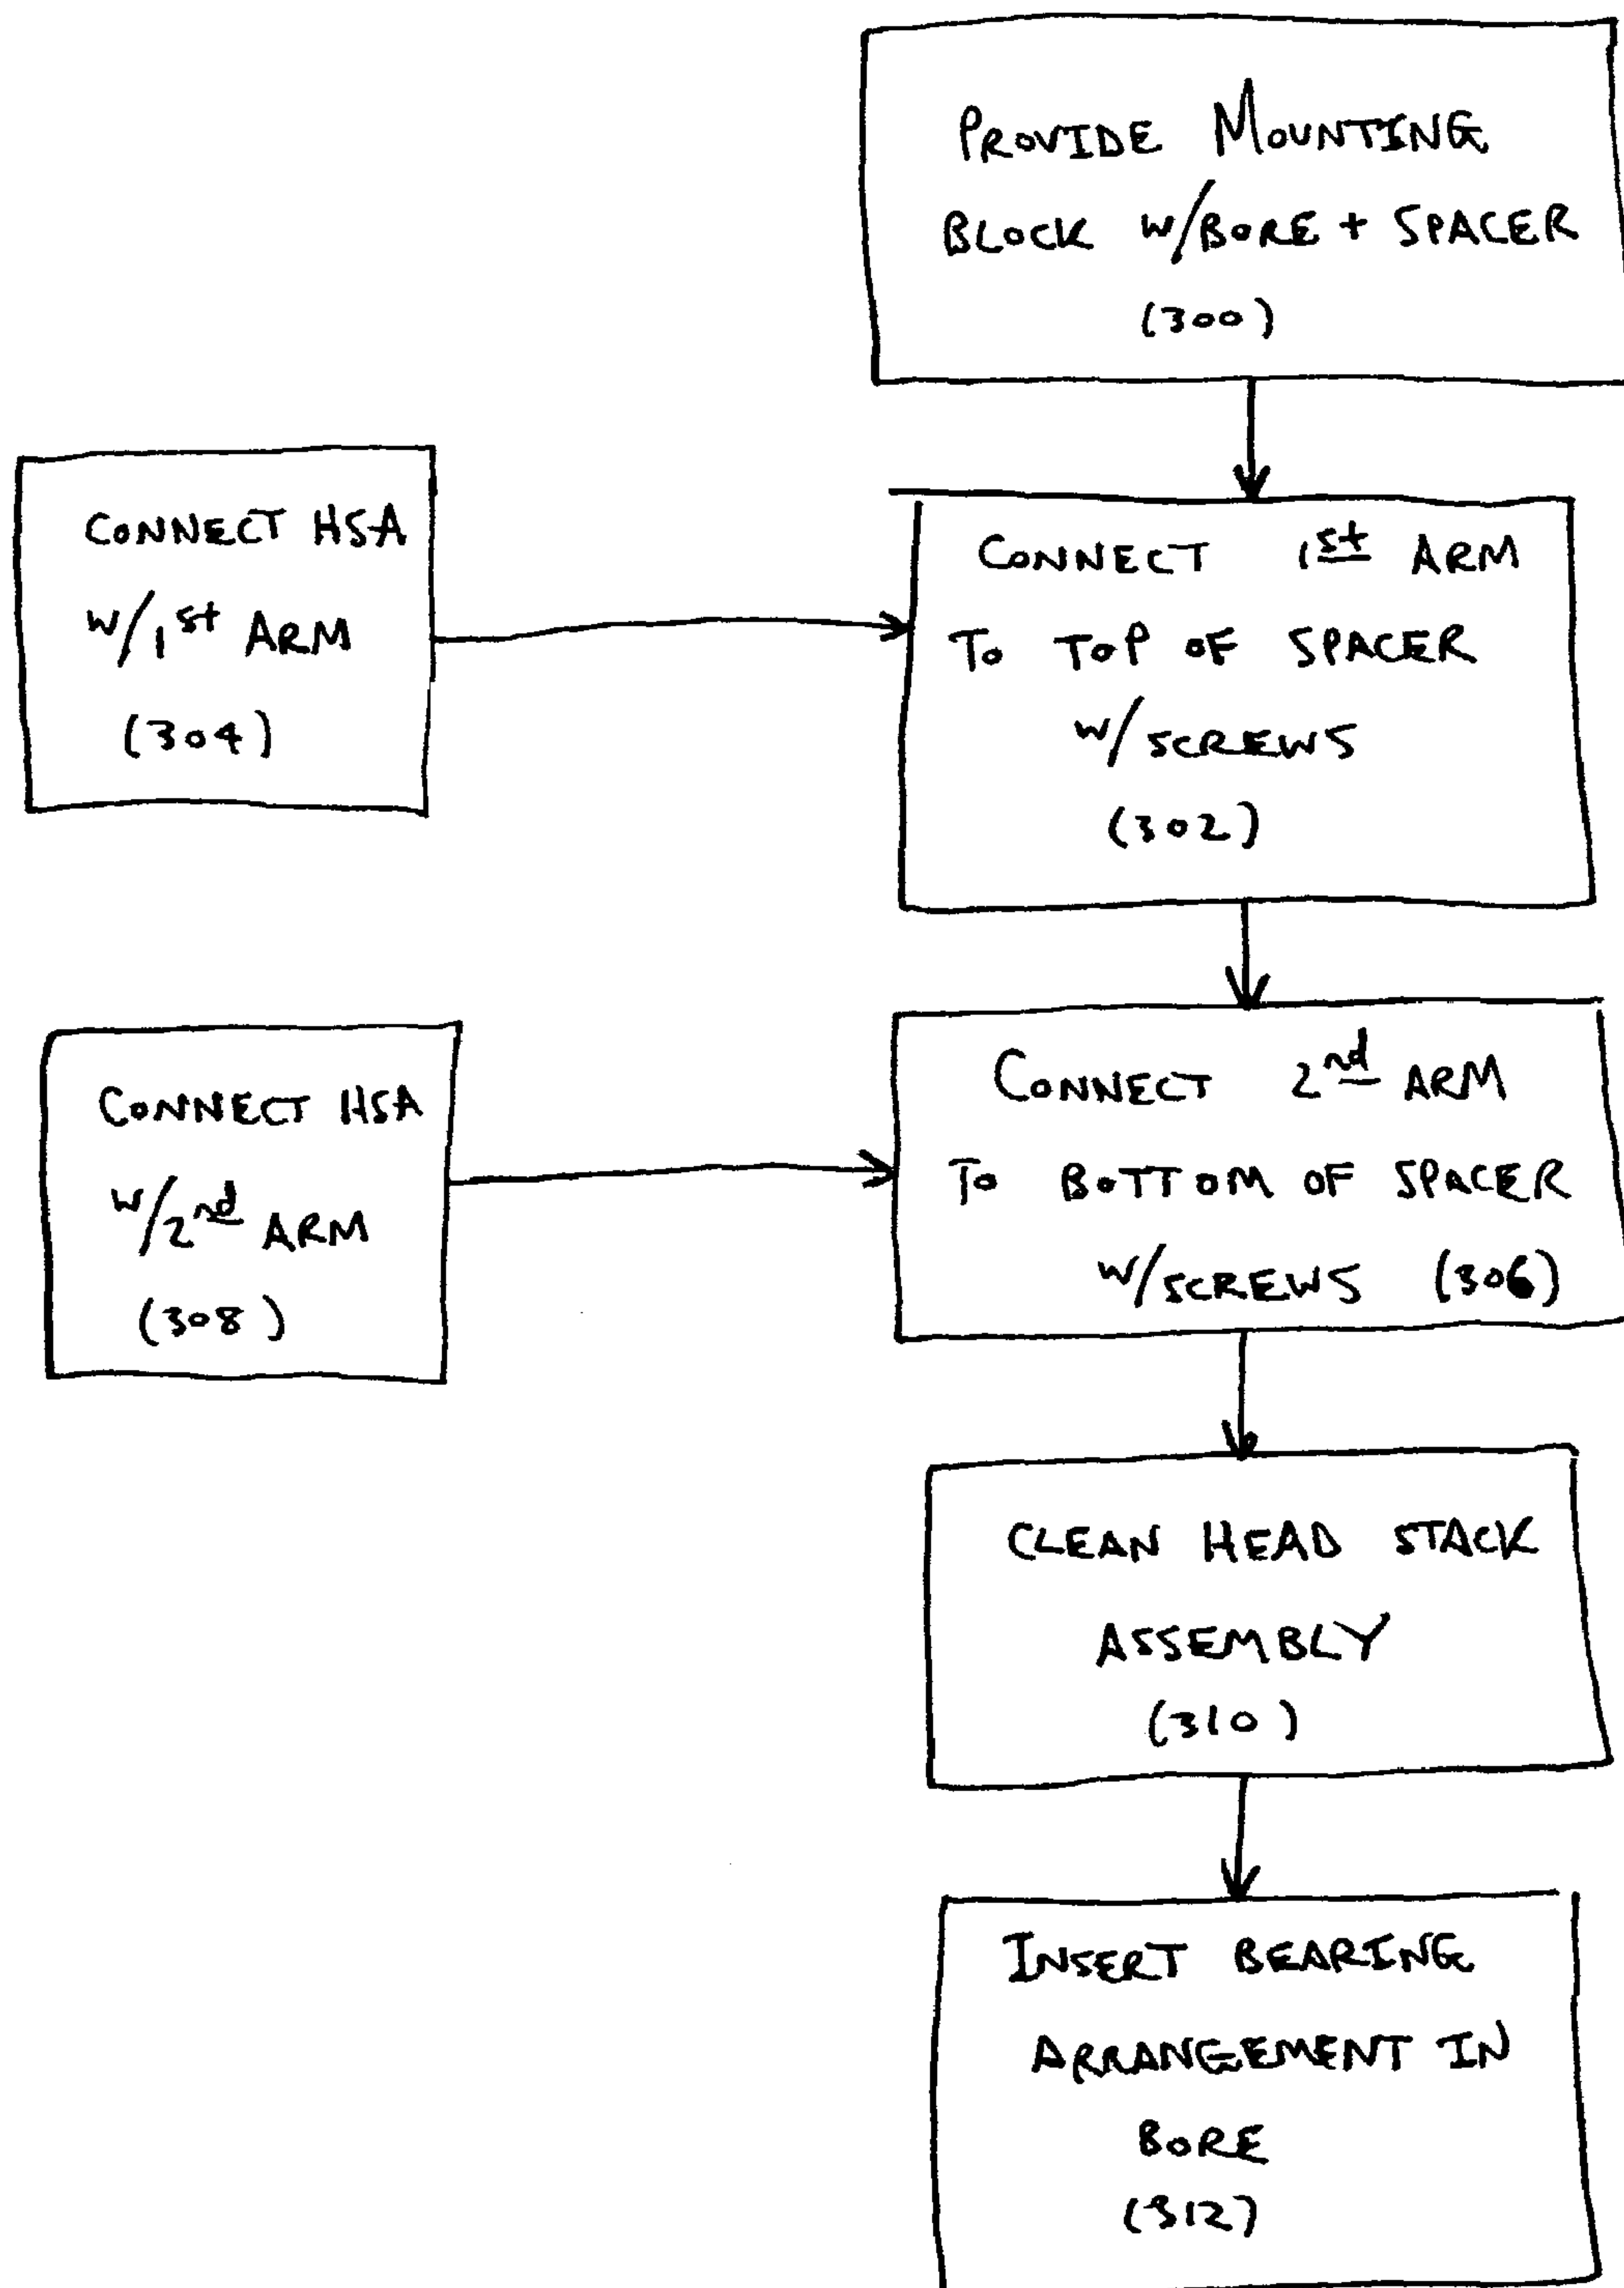 PROVIDE MOUNTING
BLOCK W/BORE + SPACER
(300)
CONNECT HSA
W/1st ARM
(304)
CONNECT 1st ARM
TO TOP OF SPACER
W/SCREWS
(302)
CONNECT HSA
W/2nd ARM
(308)
CONNECT 2nd ARM
TO BOTTOM OF SPACER
W/SCREWS (306)
CLEAN HEAD STACK
ASSEMBLY
(310)
INSERT BEARING
ARRANGEMENT IN
BORE
(312)